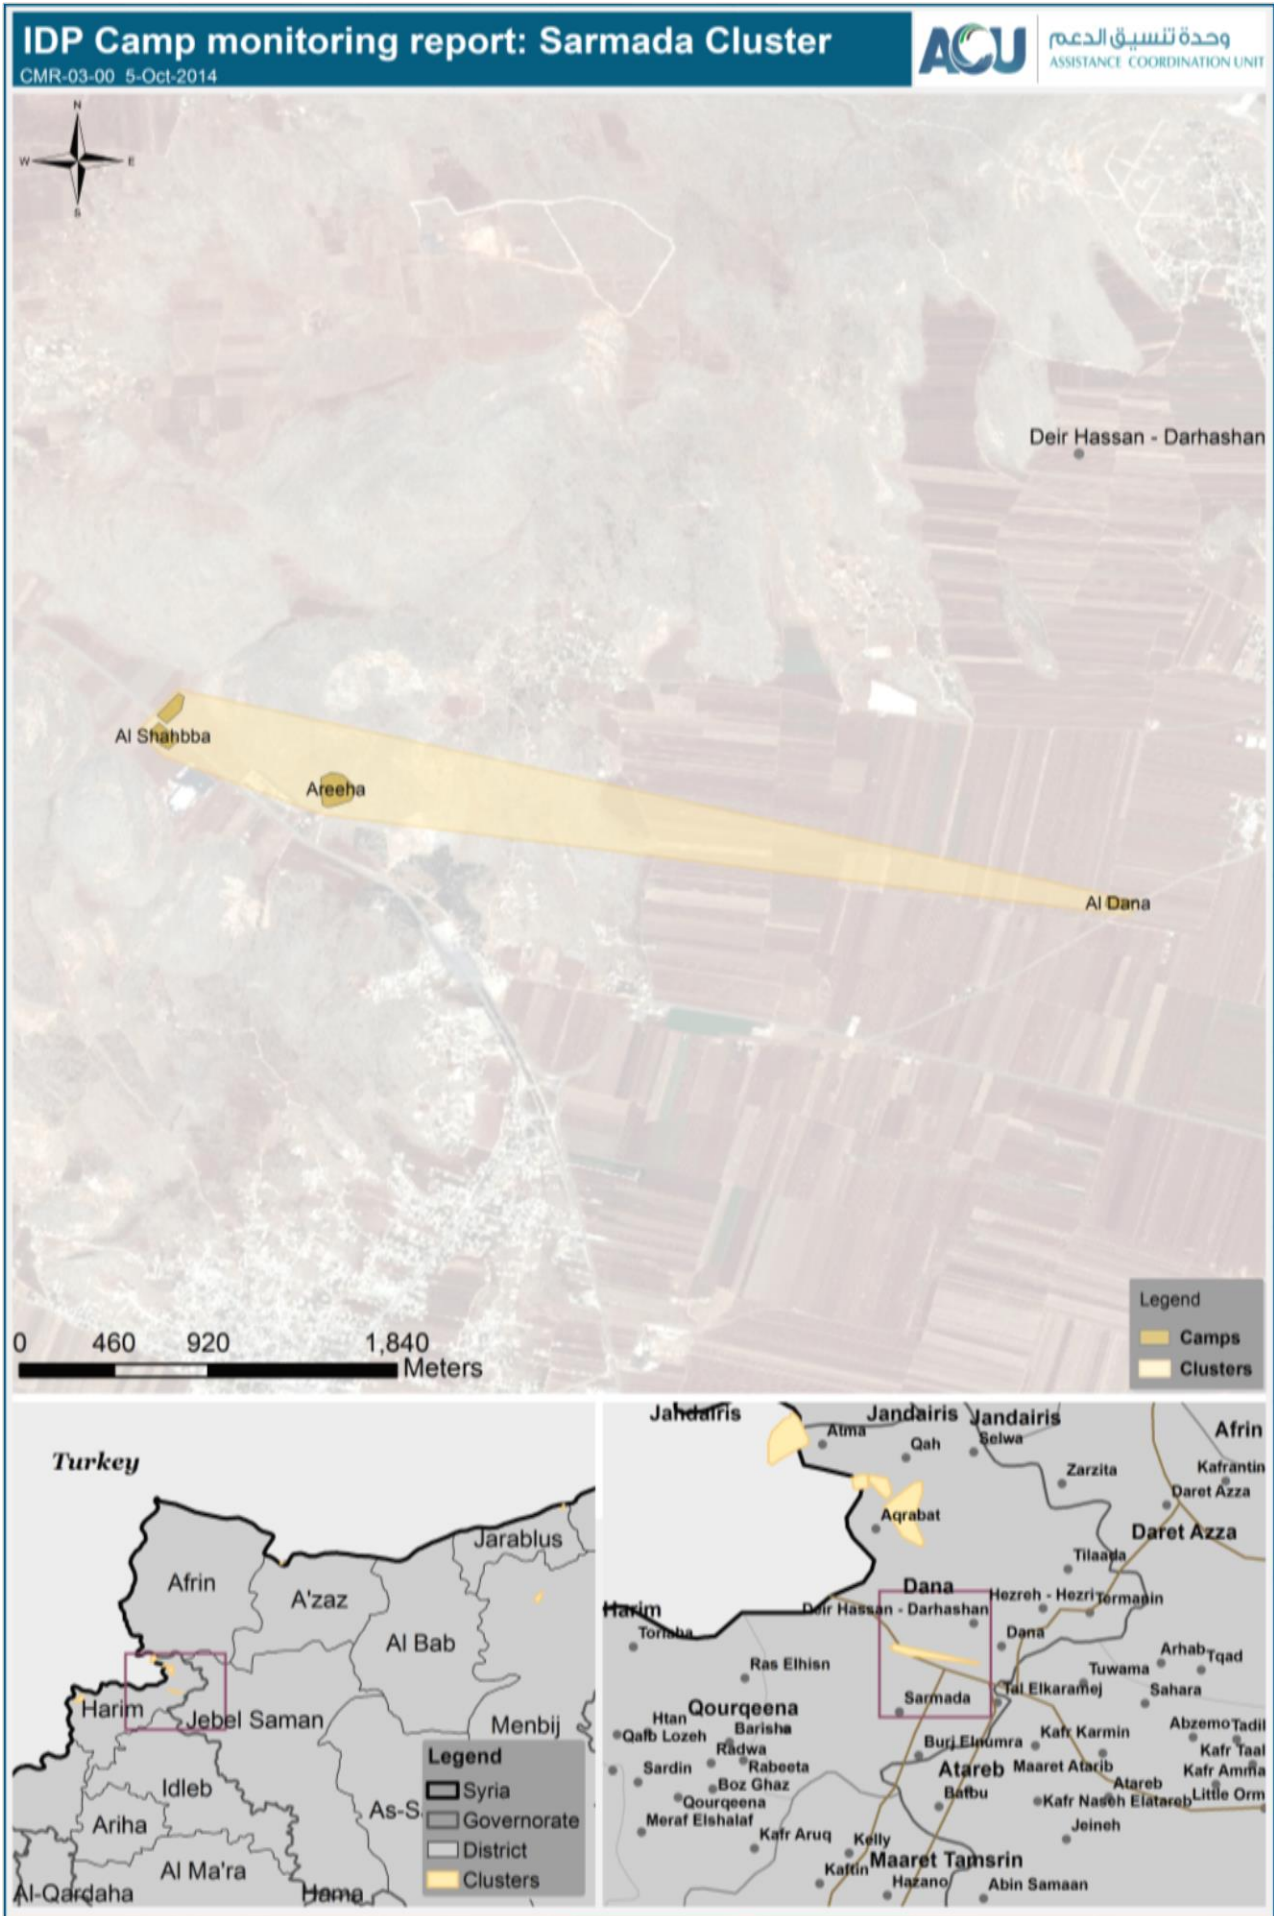 IDP Camp monitoring report: Sarmada Cluster
CMR-03-00 5-Oct-2014
ACU
وحدة تنسيق الدعم
ASSISTANCE COORDINATION UNIT
N
W
E
S
Deir Hassan - Darhashan
Al Shahbba
Areeha
Al Dana
Legend
Camps
Clusters
0 460 920 1,840
Meters
Turkey
Jarablus
Afrin
A'zaz
Al Bab
Harim
Jebel Saman
Menbij
Idleb
As-S
Ariha
Al Ma'ra
Al-Qardaha
Hama
Legend
Syria
Governorate
District
Clusters
Jandairis
Jandairis
Jandairis
Atma
Qah
Selwa
Afrin
Zarzita
Kafrantin
Daret Azza
Aqrabat
Daret Azza
Tilaada
Dana
Hezreh - Hezri
Termanin
Harim
Deir Hassan - Darhashan
Torlaba
Dana
Arhab
Tqad
Ras Elhisn
Tuwama
Tal Elkaramej
Sahara
Sarmada
Qourqeena
Htan
Barisha
Qalb Lozeh
Abzemo
Tadil
Burj Elnumra
Kafr Karmin
Radwa
Kafr Taal
Sardin
Rabeeta
Atareb
Maaret Atarib
Kafr Amma
Boz Ghaz
Atareb
Little Orm
Qourqeena
Batbu
Kafr Naseh Elatareb
Meraf Elshalaf
Jeineh
Kafr Aruq
Kelly
Maaret Tamsrin
Kaftin
Hazano
Abin Samaan